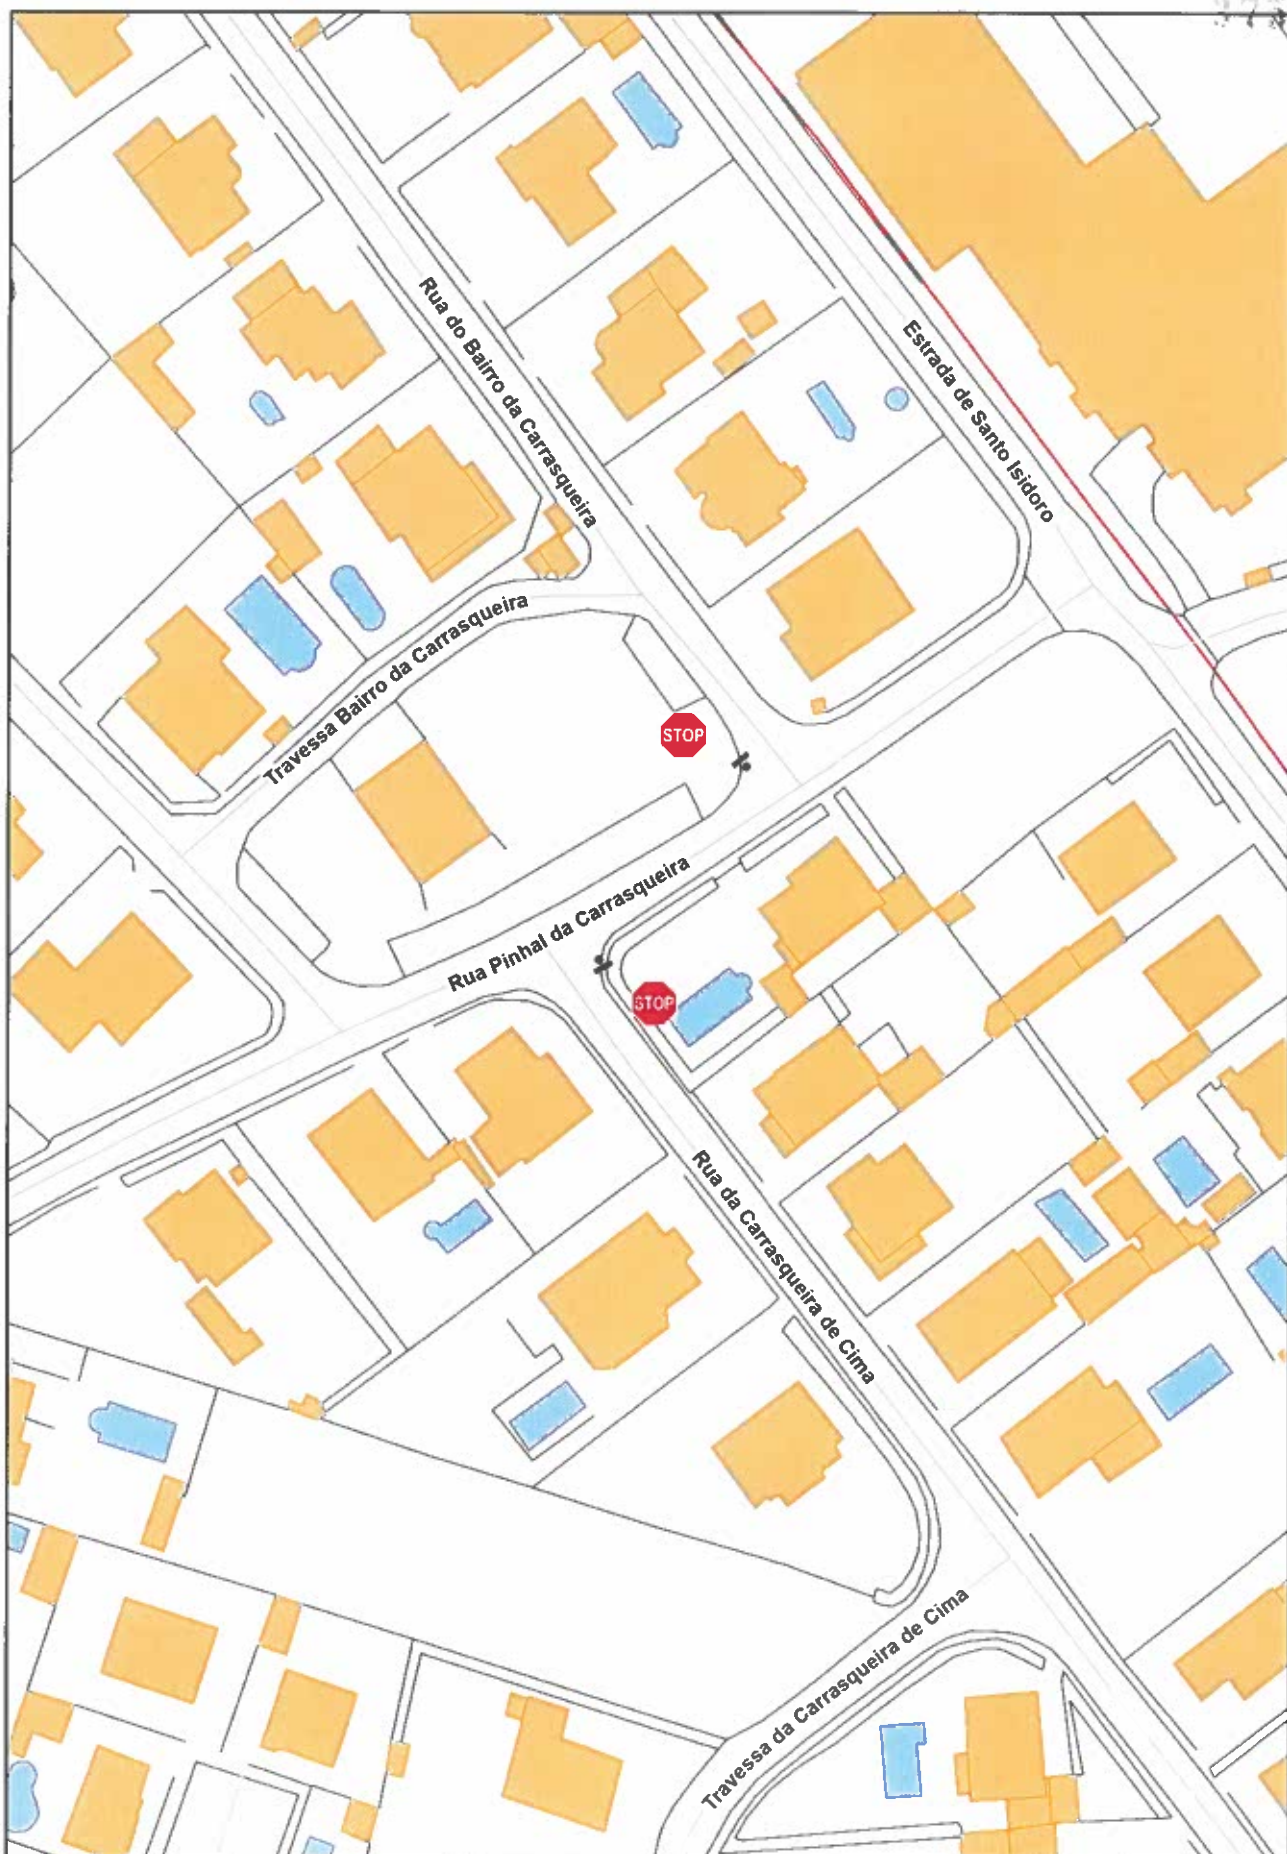 Rua do Bairro da Carrasqueira
Estrada de Santo Isidoro
Travessa Bairro da Carrasqueira
STOP
Rua Pinhal da Carrasqueira
STOP
Rua da Carrasqueira de Cima
Travessa da Carrasqueira de Cima